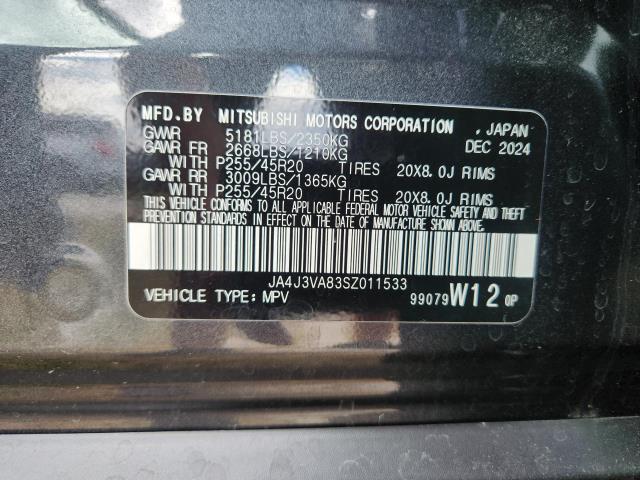 MFD.BY MITSUBISHI MOTORS CORPORATION , JAPAN
GVWR 5181LBS/2350KG DEC 2024
GAWR FR 2668LBS/1210KG
WITH P255/45R20 TIRES 20X8.0J RIMS
GAWR RR 3009LBS/1365KG
WITH P255/45R20 TIRES 20X8.0J RIMS
THIS VEHICLE CONFORMS TO ALL APPLICABLE FEDERAL MOTOR VEHICLE SAFETY AND THEFT
PREVENTION STANDARDS IN EFFECT ON THE DATE OF MANUFACTURE SHOWN ABOVE.
JA4J3VA83SZ011533
VEHICLE TYPE: MPV 99079 W12 0P